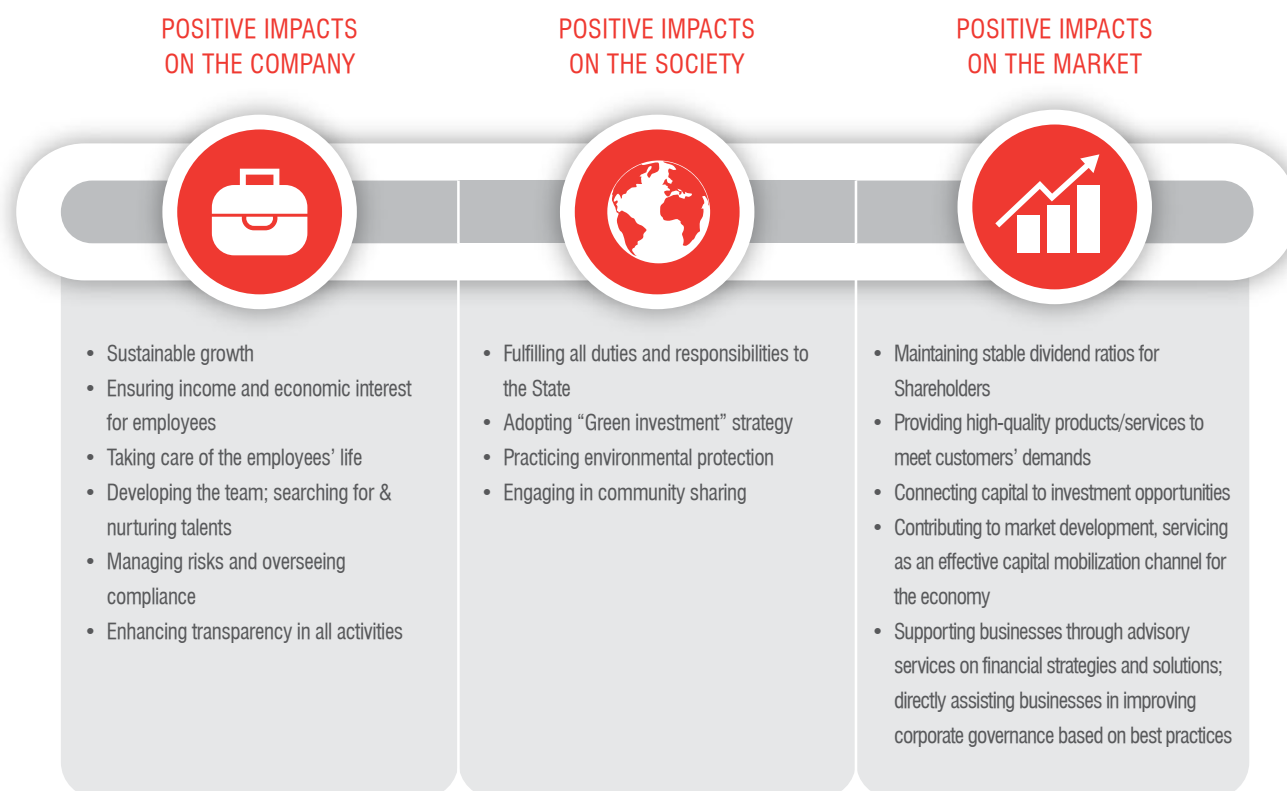 POSITIVE IMPACTS
ON THE COMPANY
POSITIVE IMPACTS
ON THE SOCIETY
POSITIVE IMPACTS
ON THE MARKET
• Sustainable growth
• Ensuring income and economic interest
for employees
• Taking care of the employees’ life
• Developing the team; searching for &
nurturing talents
• Managing risks and overseeing
compliance
• Enhancing transparency in all activities
• Fulfilling all duties and responsibilities to
the State
• Adopting “Green investment” strategy
• Practicing environmental protection
• Engaging in community sharing
• Maintaining stable dividend ratios for
Shareholders
• Providing high-quality products/services to
meet customers’ demands
• Connecting capital to investment opportunities
• Contributing to market development, servicing
as an effective capital mobilization channel for
the economy
• Supporting businesses through advisory
services on financial strategies and solutions;
directly assisting businesses in improving
corporate governance based on best practices